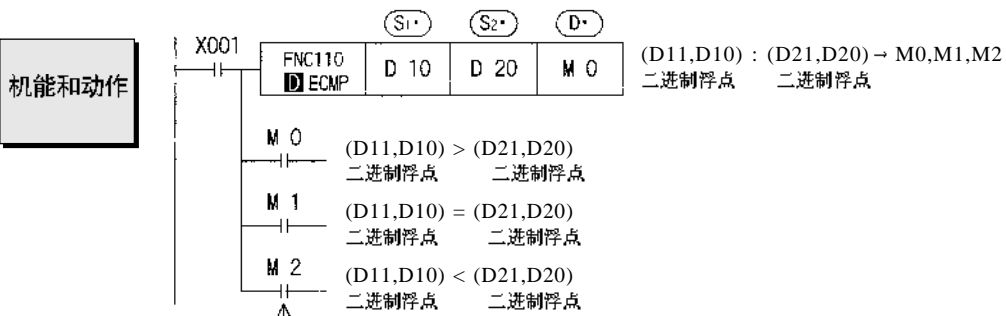 S1· S2· D·
X001
FNC110
D ECMP
D 10
D 20
M 0
(D11,D10) : (D21,D20) → M0,M1,M2
二进制浮点 二进制浮点
机能和动作
M 0
(D11,D10) > (D21,D20)
二进制浮点 二进制浮点
M 1
(D11,D10) = (D21,D20)
二进制浮点 二进制浮点
M 2
(D11,D10) < (D21,D20)
二进制浮点 二进制浮点